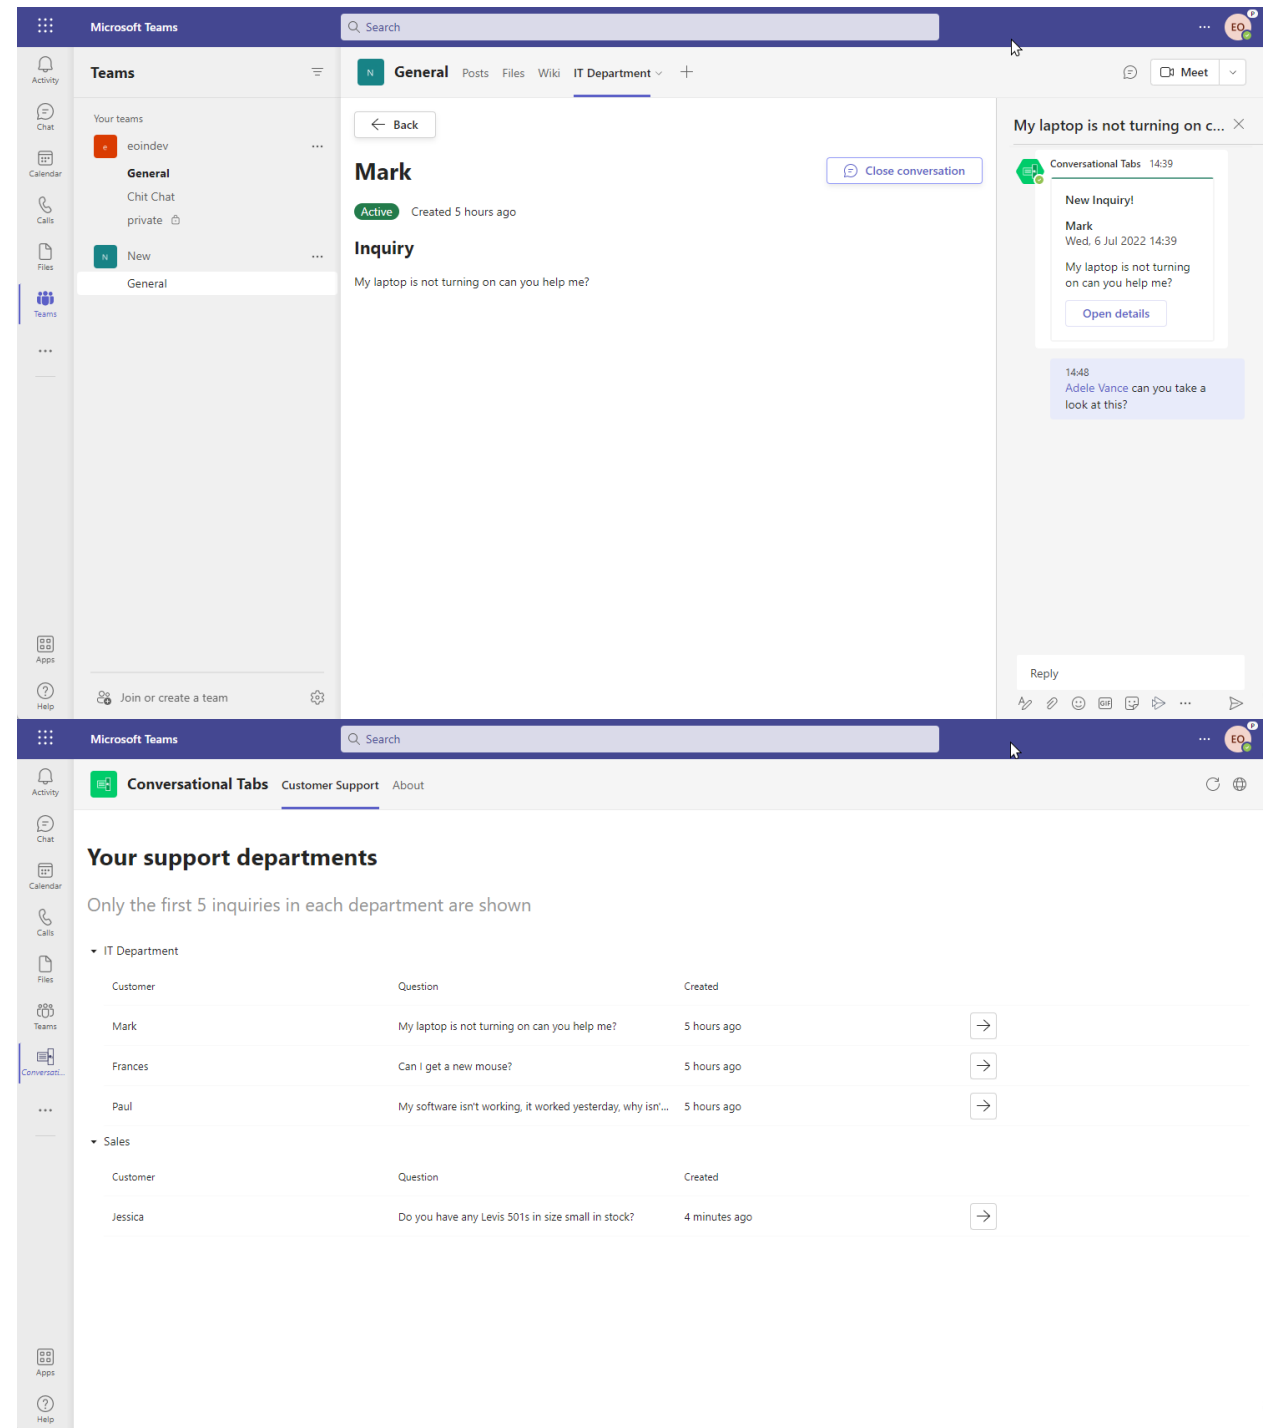 Microsoft Teams
Search
P
EO
Activity
Chat
Calendar
Calls
Files
Teams
Apps
Help
Teams
Your teams
e
eoindev
General
Chit Chat
private
N
New
General
Join or create a team
N
General
Posts
Files
Wiki
IT Department
Meet
Back
Mark
Close conversation
Active
Created 5 hours ago
Inquiry
My laptop is not turning on can you help me?
My laptop is not turning on c...
Conversational Tabs 14:39
New Inquiry!
Mark
Wed, 6 Jul 2022 14:39
My laptop is not turning
on can you help me?
Open details
14:48
Adele Vance can you take a
look at this?
Reply
GIF
Microsoft Teams
Search
P
EO
Activity
Chat
Calendar
Calls
Files
Teams
Conversati...
Apps
Help
Conversational Tabs
Customer Support
About
Your support departments
Only the first 5 inquiries in each department are shown
IT Department
Customer Question Created
Mark My laptop is not turning on can you help me? 5 hours ago
Frances Can I get a new mouse? 5 hours ago
Paul My software isn't working, it worked yesterday, why isn'... 5 hours ago
Sales
Customer Question Created
Jessica Do you have any Levis 501s in size small in stock? 4 minutes ago